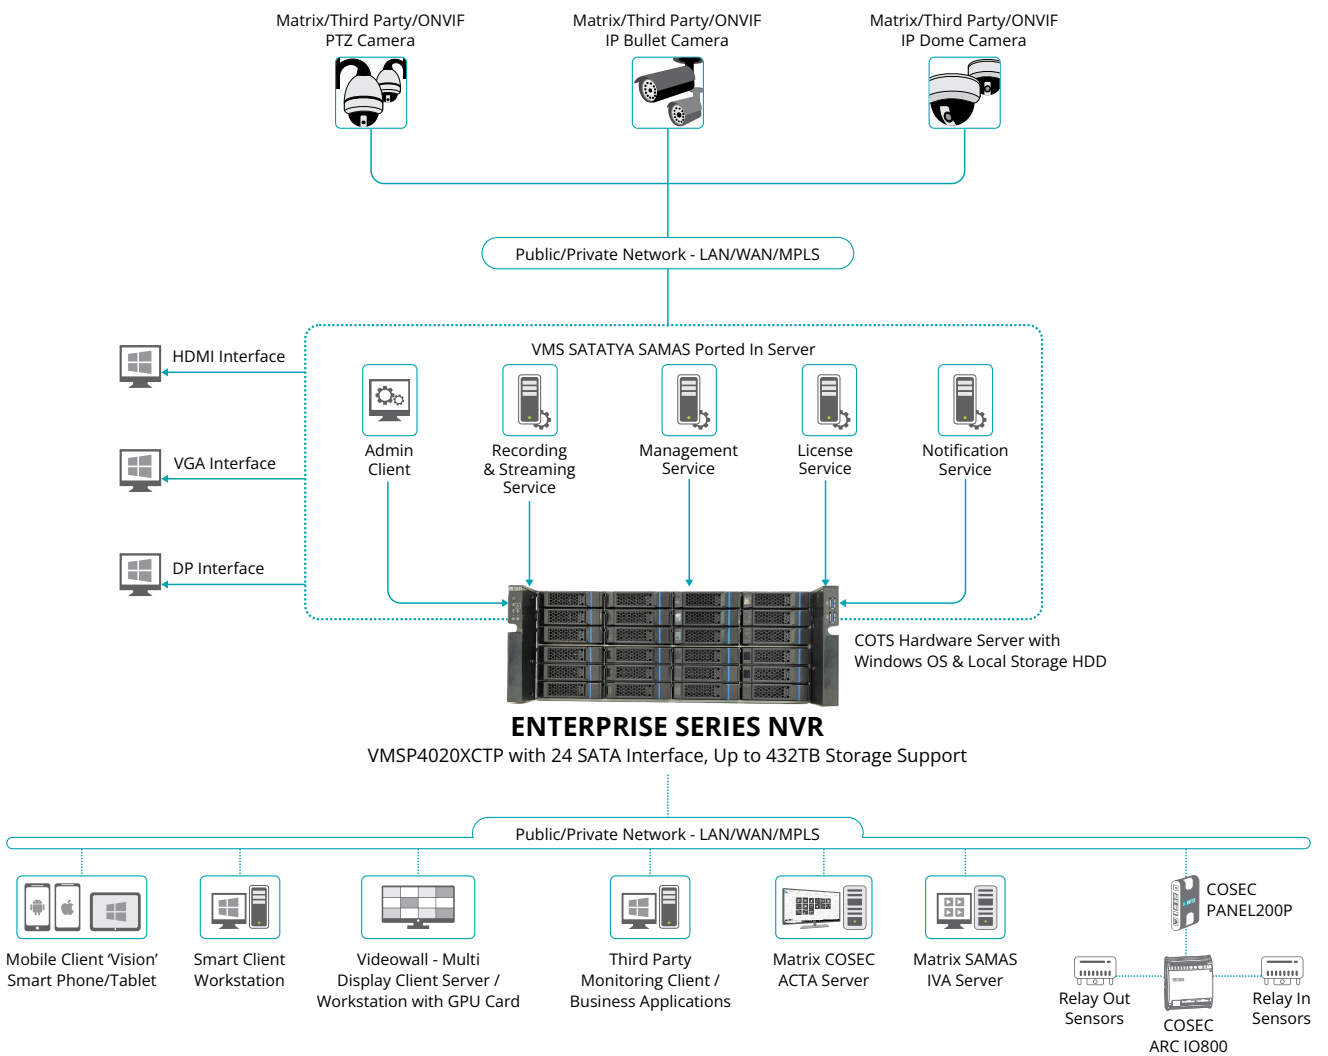 Matrix/Third Party/ONVIF
PTZ Camera
Matrix/Third Party/ONVIF
IP Bullet Camera
Matrix/Third Party/ONVIF
IP Dome Camera
Public/Private Network - LAN/WAN/MPLS
VMS SATATYA SAMAS Ported In Server
HDMI Interface
VGA Interface
DP Interface
Admin
Client
Recording
& Streaming
Service
Management
Service
License
Service
Notification
Service
COTS Hardware Server with
Windows OS & Local Storage HDD
ENTERPRISE SERIES NVR
VMSP4020XCTP with 24 SATA Interface, Up to 432TB Storage Support
Public/Private Network - LAN/WAN/MPLS
Mobile Client ‘Vision’
Smart Phone/Tablet
Smart Client
Workstation
Videowall - Multi
Display Client Server /
Workstation with GPU Card
Third Party
Monitoring Client /
Business Applications
Matrix COSEC
ACTA Server
Matrix SAMAS
IVA Server
COSEC
PANEL200P
Relay Out
Sensors
COSEC
ARC IO800
Relay In
Sensors